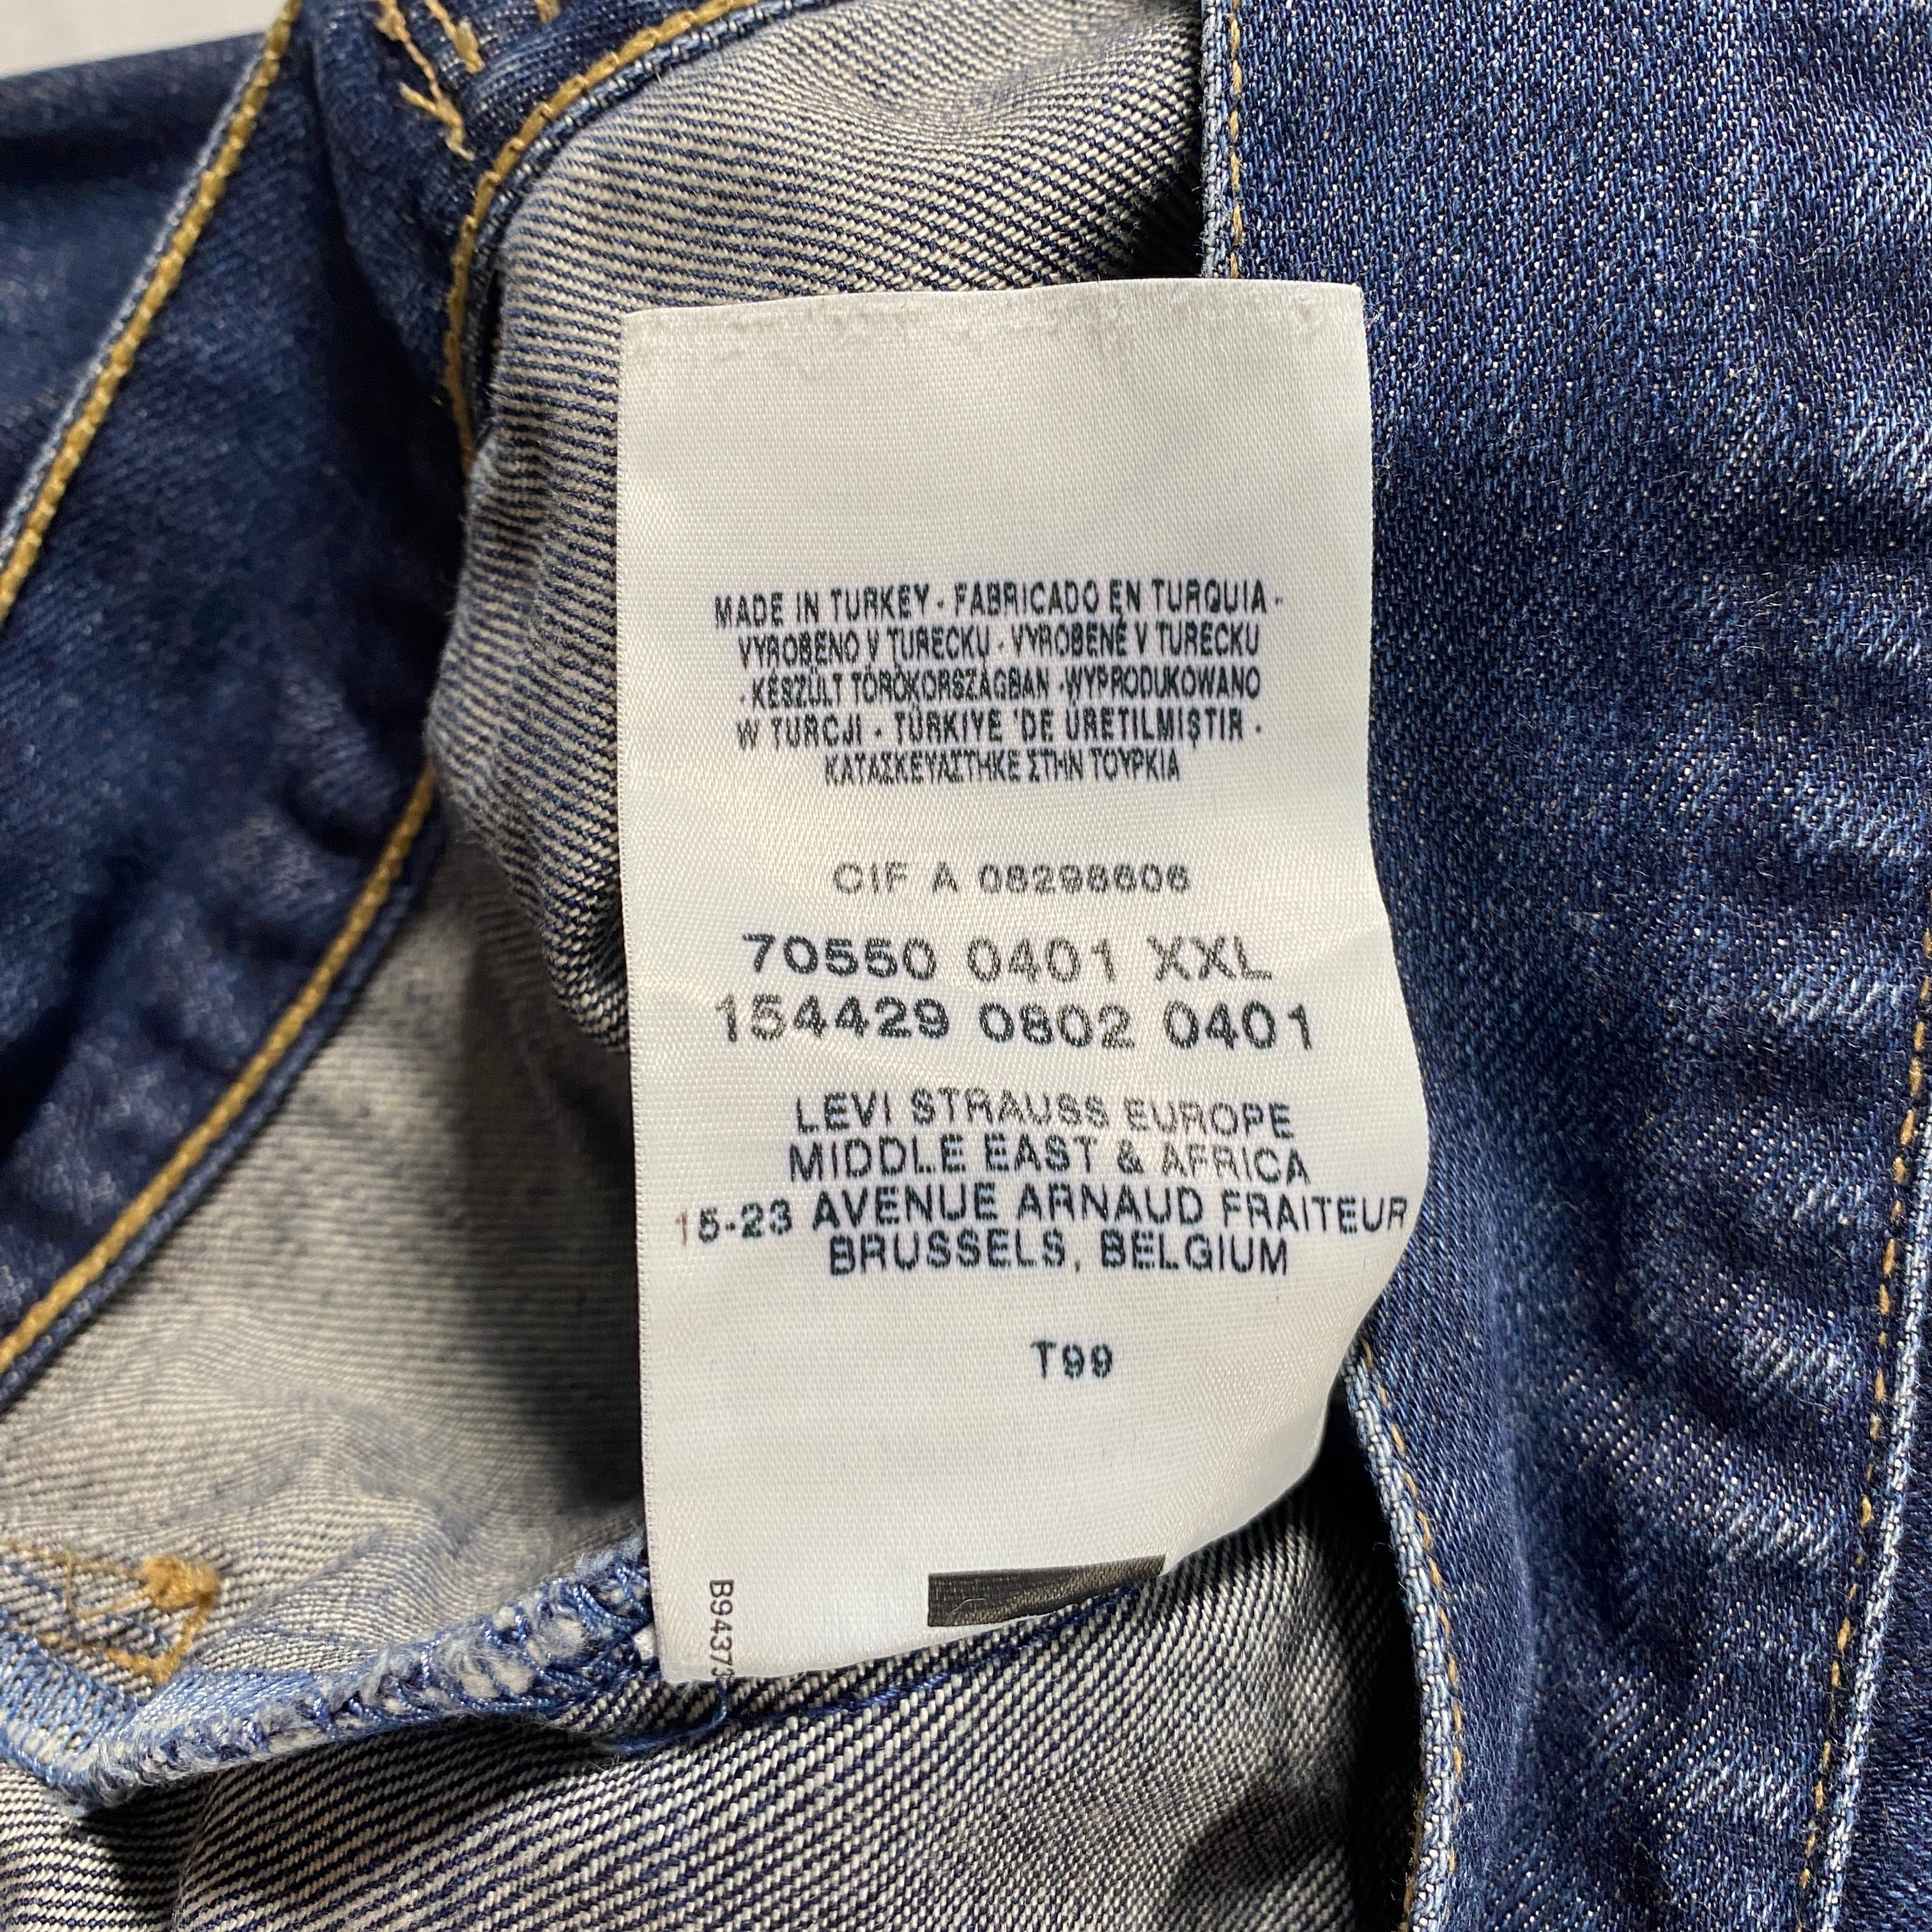 MADE IN TURKEY - FABRICADO EN TURQUIA -
VYROBENO V TURECKU - VYROBENÉ V TURECKU
- KÉSZÜLT TÖRÖKORSZÁGBAN -WYPRODUKOWANO
W TURCJI - TÜRKIYE 'DE ÜRETILMIŞTIR -
ΚΑΤΑΣΚΕΥΑΣΤΗΚΕ ΣΤΗΝ ΤΟΥΡΚΙΑ
CIF A 08298606
70550 0401 XXL
154429 0802 0401
LEVI STRAUSS EUROPE
MIDDLE EAST & AFRICA
15-23 AVENUE ARNAUD FRAITEUR
BRUSSELS, BELGIUM
T99